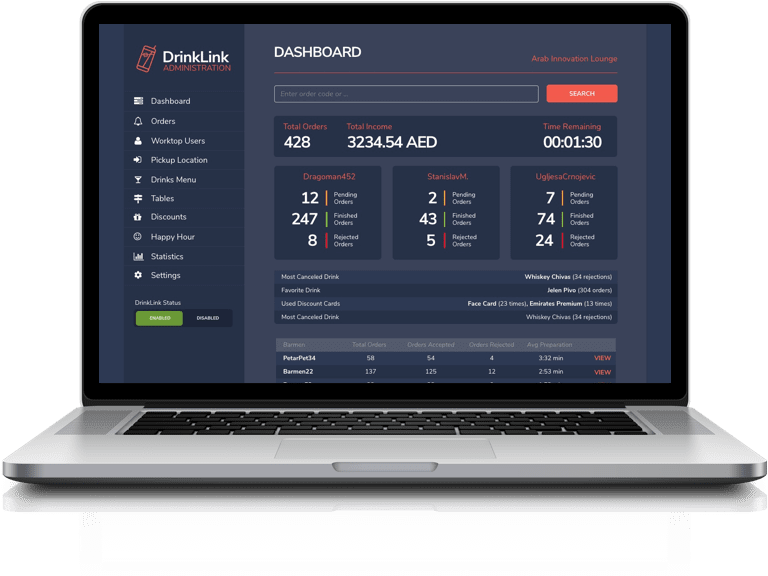 DrinkLink
ADMINISTRATION
Dashboard
Orders
Worktop Users
Pickup Location
Drinks Menu
Tables
Discounts
Happy Hour
Statistics
Settings
DrinkLink Status
ENABLED DISABLED
DASHBOARD
Arab Innovation Lounge
Enter order code or ...
SEARCH
Total Orders Total Income Time Remaining
428 3234.54 AED 00:01:30
Dragoman452
12 Pending Orders
247 Finished Orders
8 Rejected Orders
StanislavM.
2 Pending Orders
43 Finished Orders
5 Rejected Orders
UgljesaCrnojevic
7 Pending Orders
74 Finished Orders
24 Rejected Orders
Most Canceled Drink Whiskey Chivas (34 rejections)
Favorite Drink Jelen Pivo (304 orders)
Used Discount Cards Face Card (23 times), Emirates Premium (13 times)
Most Canceled Drink Whiskey Chivas (34 rejections)
Barmen Total Orders Orders Accepted Orders Rejected Avg Preparation
PetarPet34 58 54 4 3:32 min VIEW
Barmen22 137 125 12 2:53 min VIEW